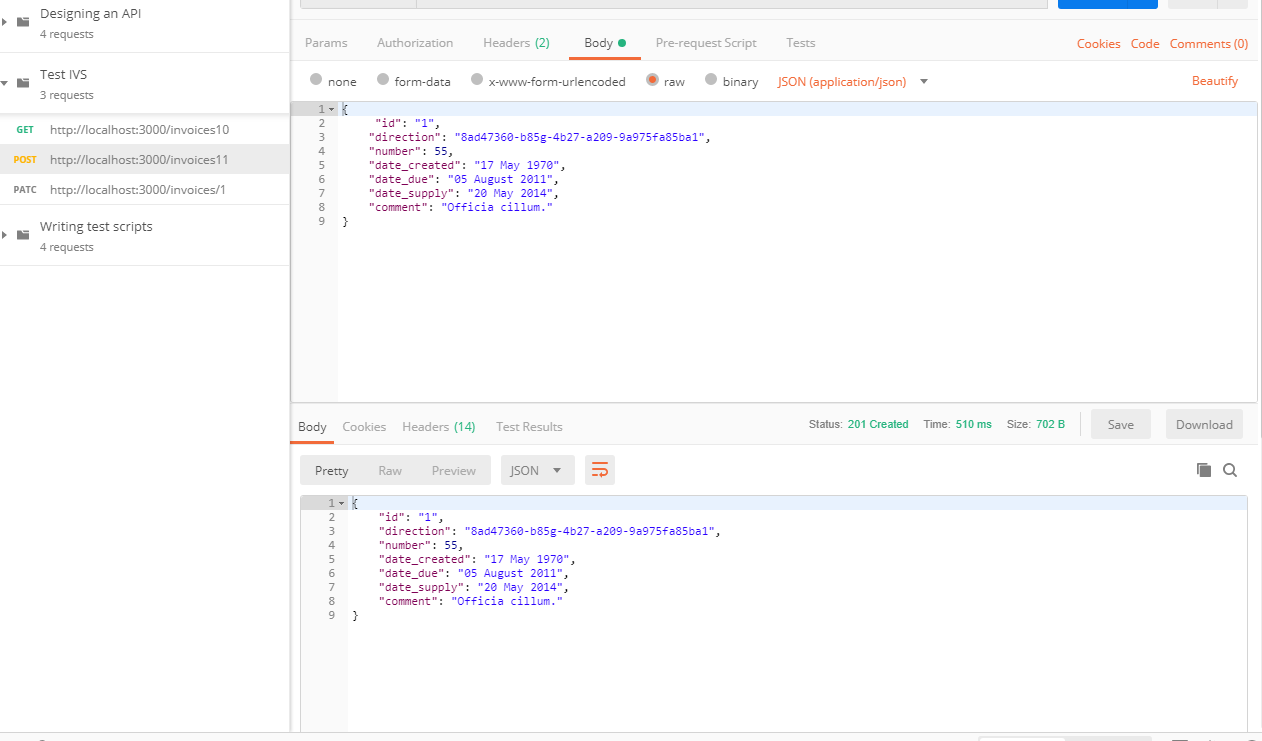 Designing an API
4 requests
Test IVS
3 requests
GET http://localhost:3000/invoices10
POST http://localhost:3000/invoices11
PATC http://localhost:3000/invoices/1
Writing test scripts
4 requests
Params Authorization Headers (2) Body Pre-request Script Tests Cookies Code Comments (0)
none form-data x-www-form-urlencoded raw binary JSON (application/json) Beautify
1 {
2 "id": "1",
3 "direction": "8ad47360-b85g-4b27-a209-9a975fa85ba1",
4 "number": 55,
5 "date_created": "17 May 1970",
6 "date_due": "05 August 2011",
7 "date_supply": "20 May 2014",
8 "comment": "Officia cillum."
9 }
Body Cookies Headers (14) Test Results Status: 201 Created Time: 510 ms Size: 702 B Save Download
Pretty Raw Preview JSON
1 {
2 "id": "1",
3 "direction": "8ad47360-b85g-4b27-a209-9a975fa85ba1",
4 "number": 55,
5 "date_created": "17 May 1970",
6 "date_due": "05 August 2011",
7 "date_supply": "20 May 2014",
8 "comment": "Officia cillum."
9 }